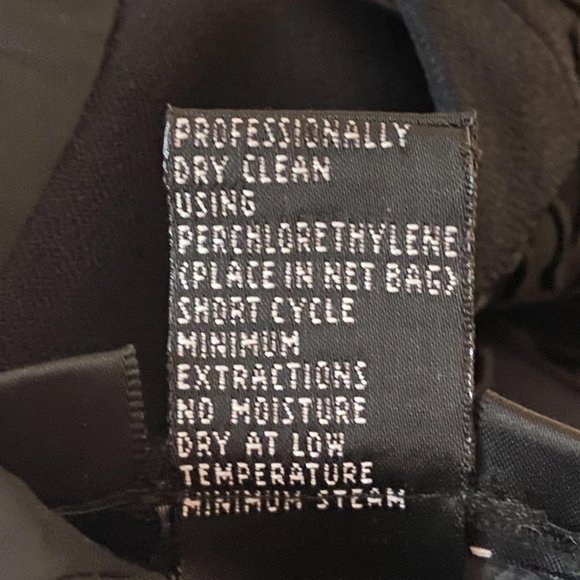 PROFESSIONALLY
DRY CLEAN
USING
PERCHLORETHYLENE
(PLACE IN NET BAG)
SHORT CYCLE
MINIMUM
EXTRACTIONS
NO MOISTURE
DRY AT LOW
TEMPERATURE
MINIMUM STEAM